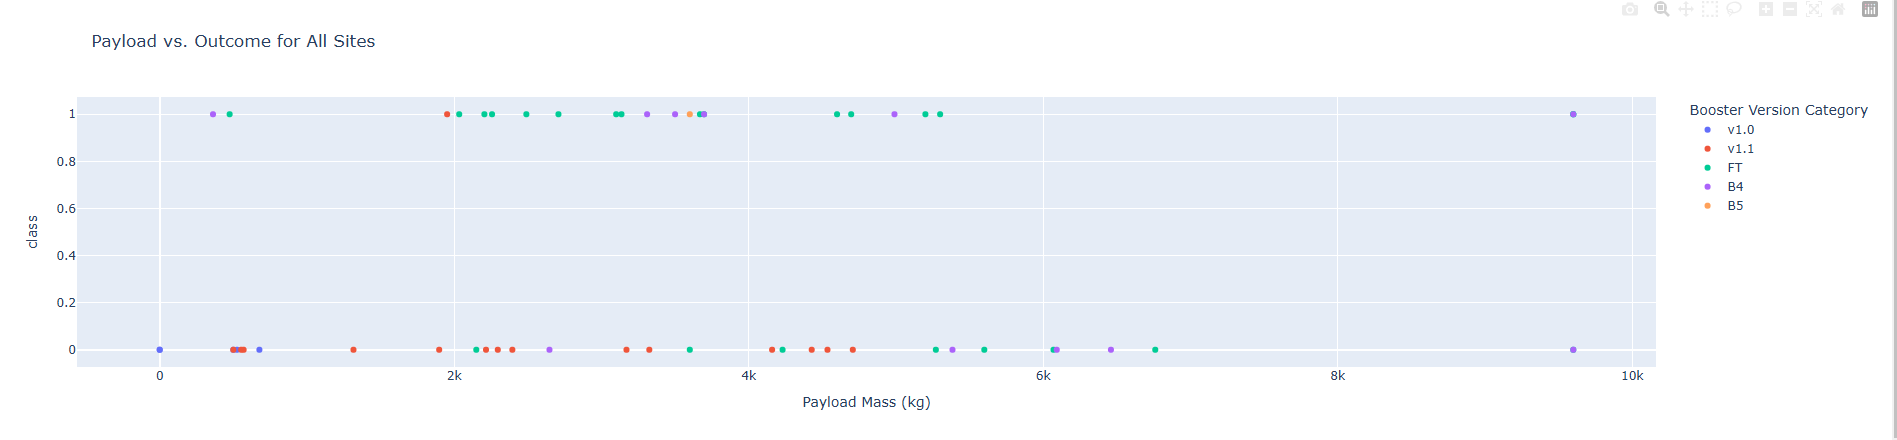 Payload vs. Outcome for All Sites
1
0.8
0.6
0.4
0.2
0
class
0 2k 4k 6k 8k 10k
Payload Mass (kg)
Booster Version Category
v1.0
v1.1
FT
B4
B5